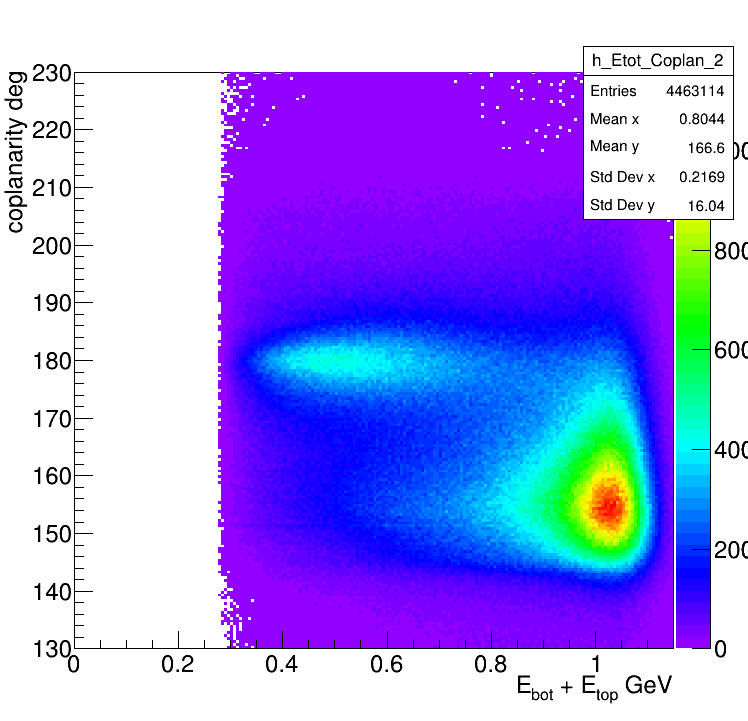 h_Etot_Coplan_2
Entries 4463114
Mean x 0.8044
Mean y 166.6
Std Dev x 0.2169
Std Dev y 16.04
coplanarity deg
230
220
210
200
190
180
170
160
150
140
130
800
600
400
200
0
0 0.2 0.4 0.6 0.8 1
E_bot + E_top GeV